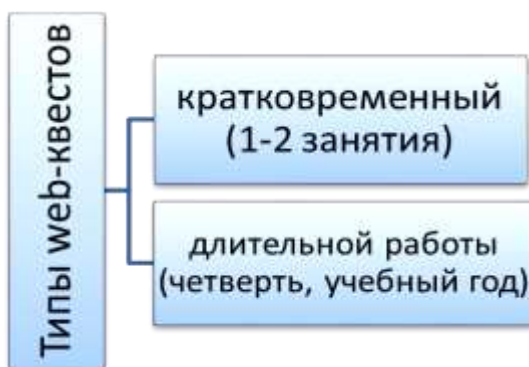 Типы web-квестов
кратковременный
(1-2 занятия)
длительной работы
(четверть, учебный год)